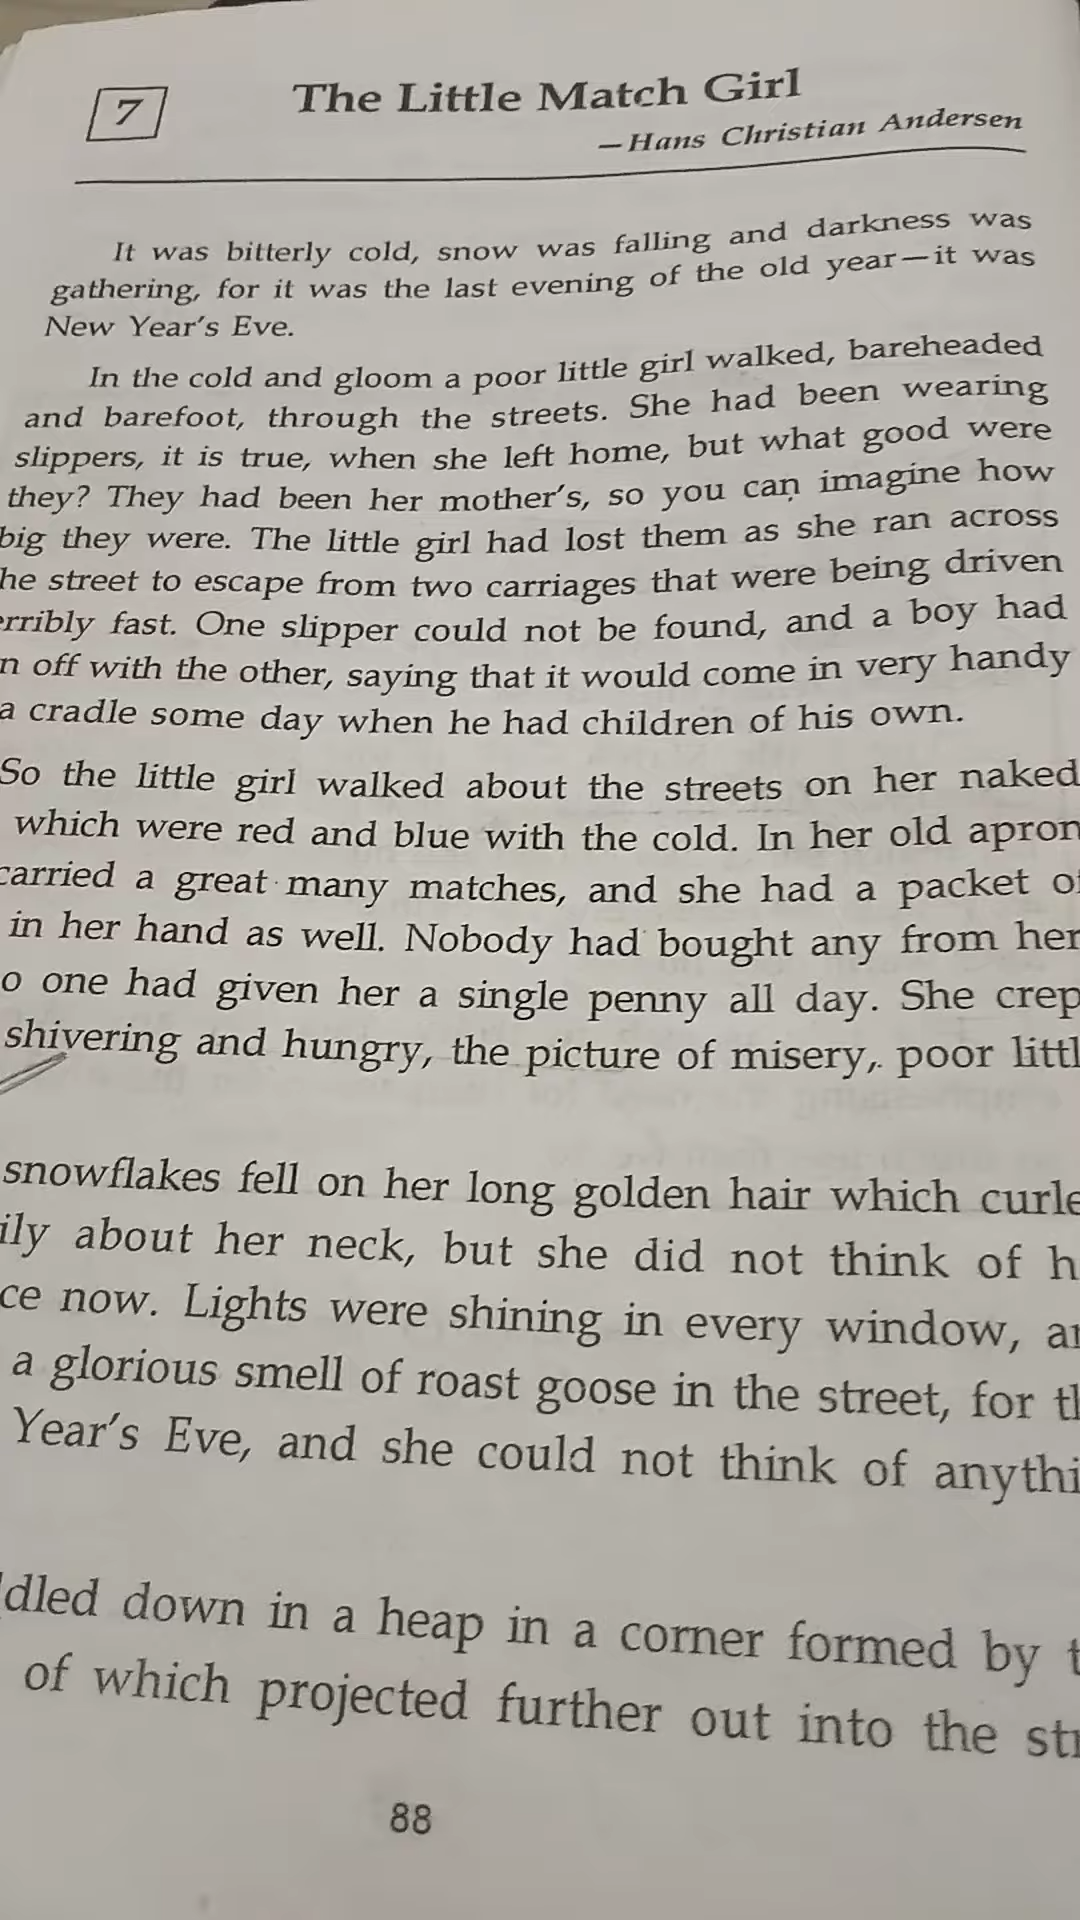 7
The Little Match Girl
—Hans Christian Andersen
It was bitterly cold, snow was falling and darkness was
gathering, for it was the last evening of the old year—it was
New Year's Eve.
In the cold and gloom a poor little girl walked, bareheaded
and barefoot, through the streets. She had been wearing
slippers, it is true, when she left home, but what good were
they? They had been her mother's, so you can imagine how
big they were. The little girl had lost them as she ran across
he street to escape from two carriages that were being driven
erribly fast. One slipper could not be found, and a boy had
n off with the other, saying that it would come in very handy
a cradle some day when he had children of his own.
So the little girl walked about the streets on her naked
which were red and blue with the cold. In her old apron
carried a great many matches, and she had a packet of
in her hand as well. Nobody had bought any from her
o one had given her a single penny all day. She crep
shivering and hungry, the picture of misery, poor littl
snowflakes fell on her long golden hair which curle
ily about her neck, but she did not think of h
ce now. Lights were shining in every window, an
a glorious smell of roast goose in the street, for th
Year's Eve, and she could not think of anythi
dled down in a heap in a corner formed by t
of which projected further out into the str
88